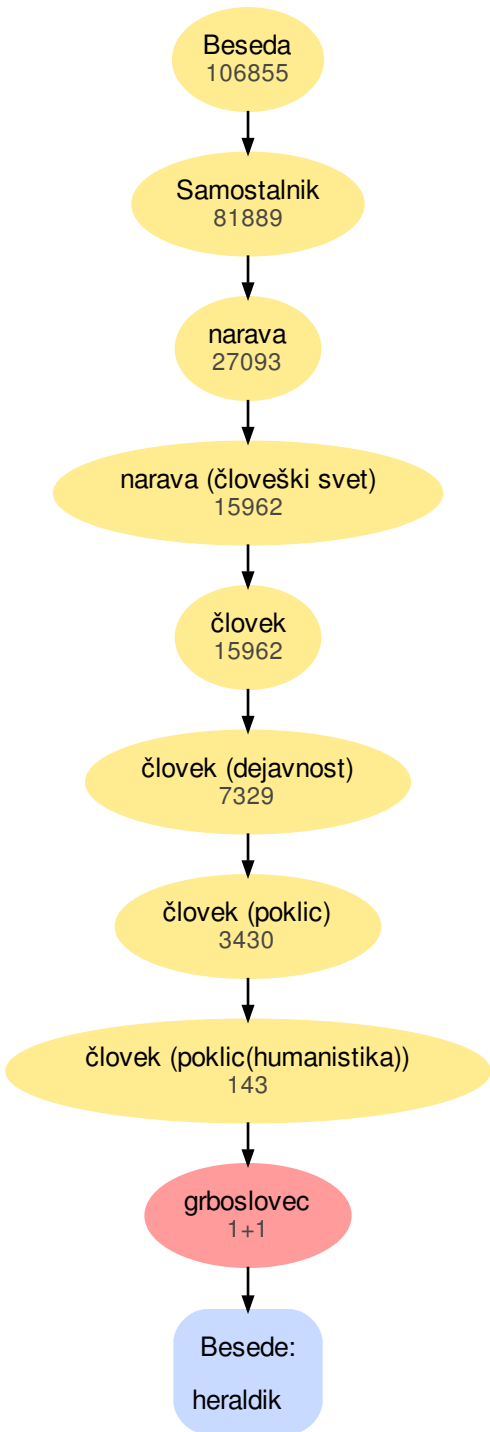 Beseda
106855
Samostalnik
81889
narava
27093
narava (človeški svet)
15962
človek
15962
človek (dejavnost)
7329
človek (poklic)
3430
človek (poklic(humanistika))
143
grboslovec
1+1
Besede:
heraldik